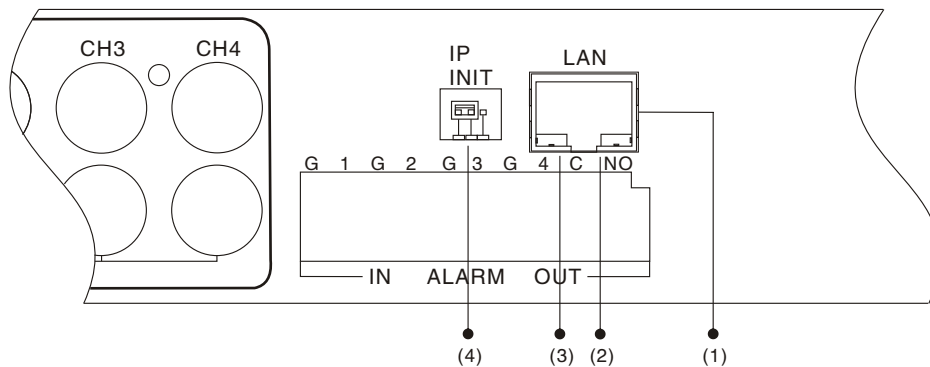 CH3 CH4
IP
INIT
LAN
G 1 G 2 G 3 G 4 C NO
IN ALARM OUT
(4) (3) (2) (1)